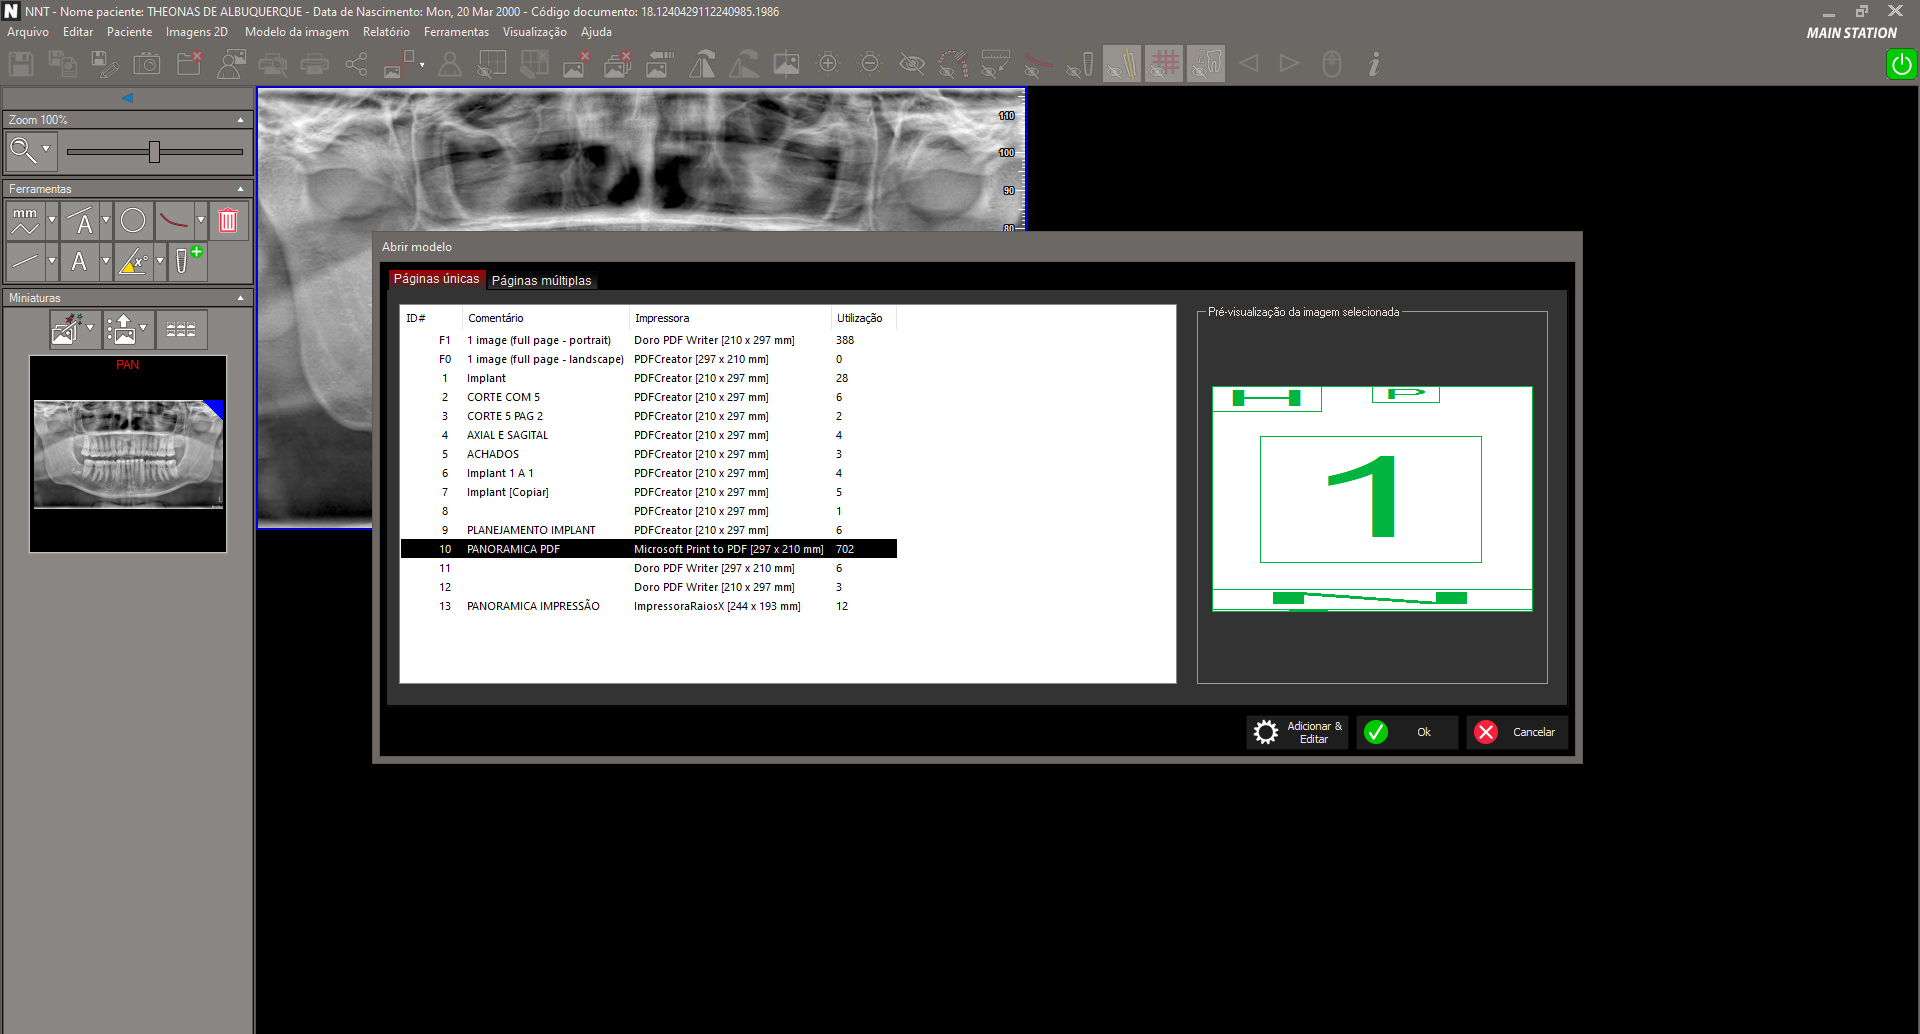 NNT - Nome paciente: THEONAS DE ALBUQUERQUE - Data de Nascimento: Mon, 20 Mar 2000 - Código documento: 18.1240429112240985.1986
Arquivo Editar Paciente Imagens 2D Modelo da imagem Relatório Ferramentas Visualização Ajuda
MAIN STATION
Zoom 100%
Ferramentas
mm A
A x°
Miniaturas
PAN
110
100
90
80
Abrir modelo
Páginas únicas Páginas múltiplas
ID# Comentário Impressora Utilização
F1 1 image (full page - portrait) Doro PDF Writer [210 x 297 mm] 388
F0 1 image (full page - landscape) PDFCreator [297 x 210 mm] 0
1 Implant PDFCreator [210 x 297 mm] 28
2 CORTE COM 5 PDFCreator [210 x 297 mm] 6
3 CORTE 5 PAG 2 PDFCreator [210 x 297 mm] 2
4 AXIAL E SAGITAL PDFCreator [210 x 297 mm] 4
5 ACHADOS PDFCreator [210 x 297 mm] 3
6 Implant 1 A 1 PDFCreator [210 x 297 mm] 4
7 Implant [Copiar] PDFCreator [210 x 297 mm] 5
8 PDFCreator [210 x 297 mm] 1
9 PLANEJAMENTO IMPLANT PDFCreator [210 x 297 mm] 6
10 PANORAMICA PDF Microsoft Print to PDF [297 x 210 mm] 702
11 Doro PDF Writer [297 x 210 mm] 6
12 Doro PDF Writer [210 x 297 mm] 3
13 PANORAMICA IMPRESSÃO ImpressoraRaiosX [244 x 193 mm] 12
Pré-visualização da imagem selecionada
H P
1
Adicionar &
Editar
Ok
Cancelar